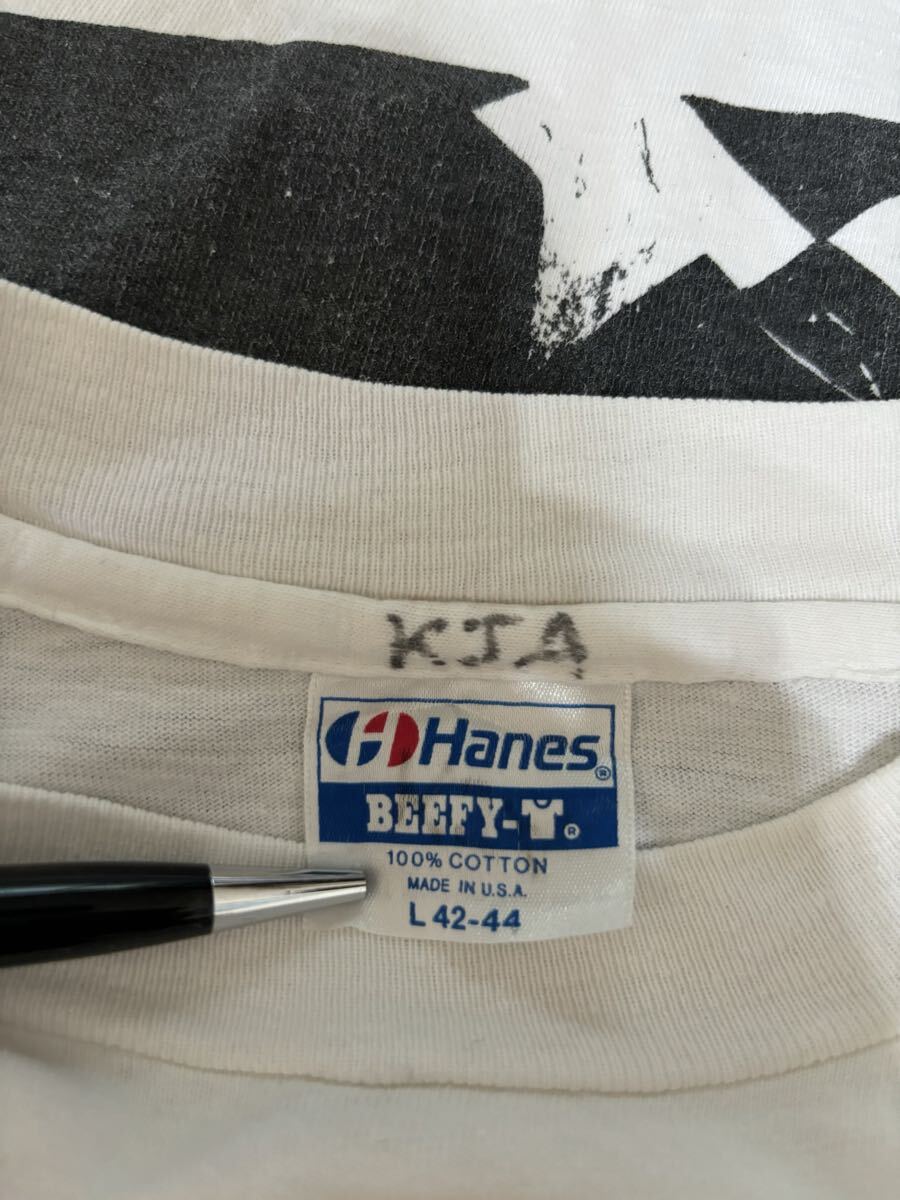 KJA
Hanes®
BEEFY-T®
100% COTTON
MADE IN U.S.A.
L 42-44